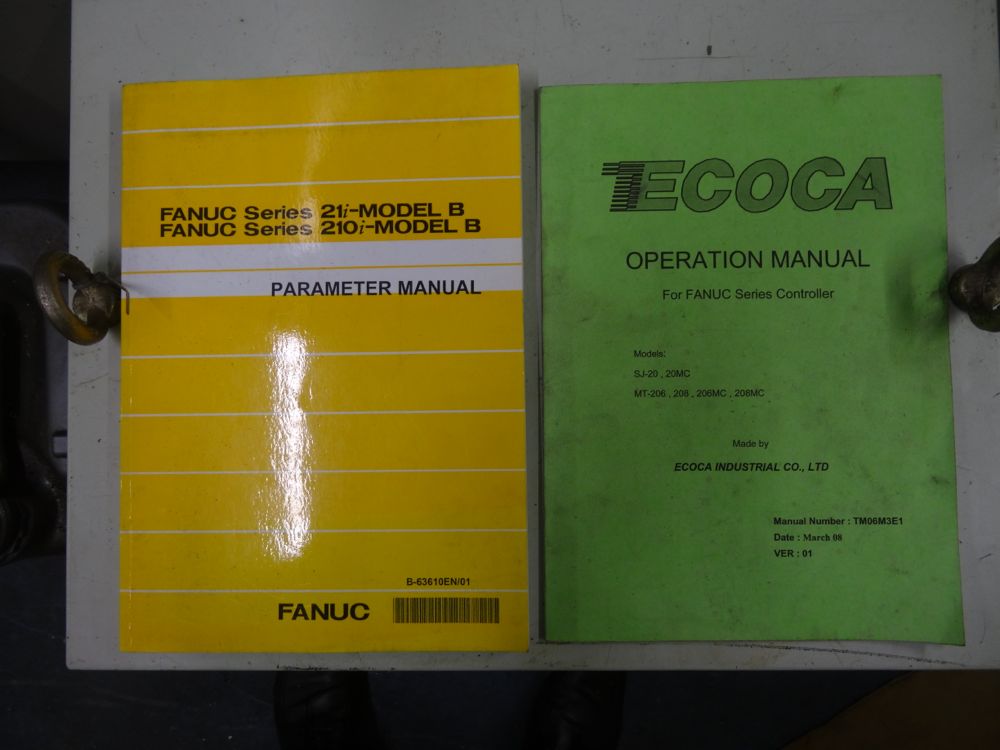 FANUC Series 21i-MODEL B
FANUC Series 210i-MODEL B
PARAMETER MANUAL
B-63610EN/01
FANUC
ECOCA
OPERATION MANUAL
For FANUC Series Controller
Models:
SJ-20 , 20MC
MT-206 , 208 , 206MC , 208MC
Made by
ECOCA INDUSTRIAL CO., LTD
Manual Number : TM06M3E1
Date : March 08
VER : 01